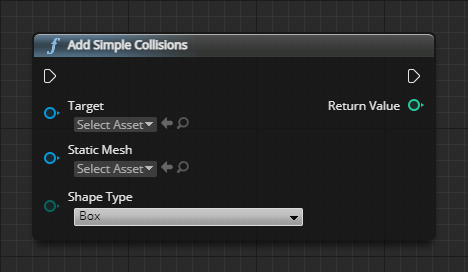 Add Simple Collisions
Target
Return Value
Select Asset
Static Mesh
Select Asset
Shape Type
Box